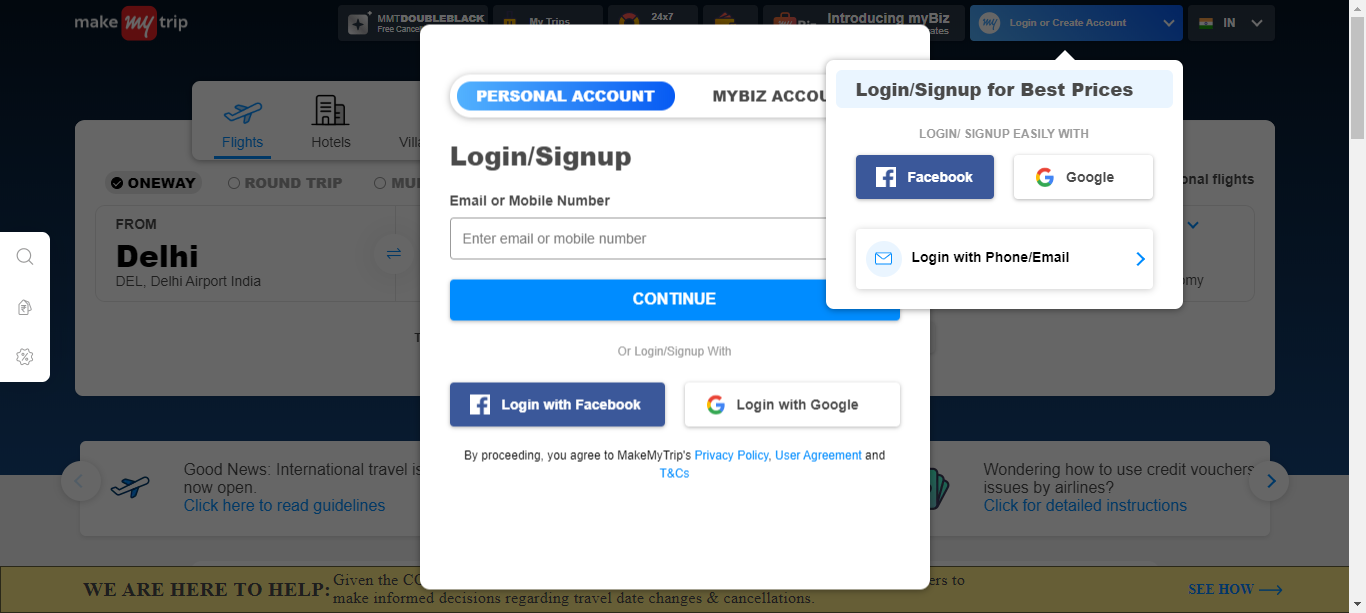 make my trip
MMTDOUBLEBLACK
Free Cance
My Trips
24x7
my
Introducing myBiz
ates
my
Login or Create Account
IN
PERSONAL ACCOUNT
MYBIZ ACCOU
Login/Signup for Best Prices
LOGIN/ SIGNUP EASILY WITH
Facebook
Google
Login with Phone/Email
Login/Signup
Email or Mobile Number
Enter email or mobile number
CONTINUE
Or Login/Signup With
Login with Facebook
Login with Google
By proceeding, you agree to MakeMyTrip's Privacy Policy, User Agreement and
T&Cs
Flights
Hotels
Villa
ONEWAY
ROUND TRIP
MU
onal flights
FROM
Delhi
DEL, Delhi Airport India
omy
T
Good News: International travel is
now open.
Click here to read guidelines
Wondering how to use credit vouchers
issues by airlines?
Click for detailed instructions
WE ARE HERE TO HELP:
Given the CO
ers to
make informed decisions regarding travel date changes & cancellations.
SEE HOW